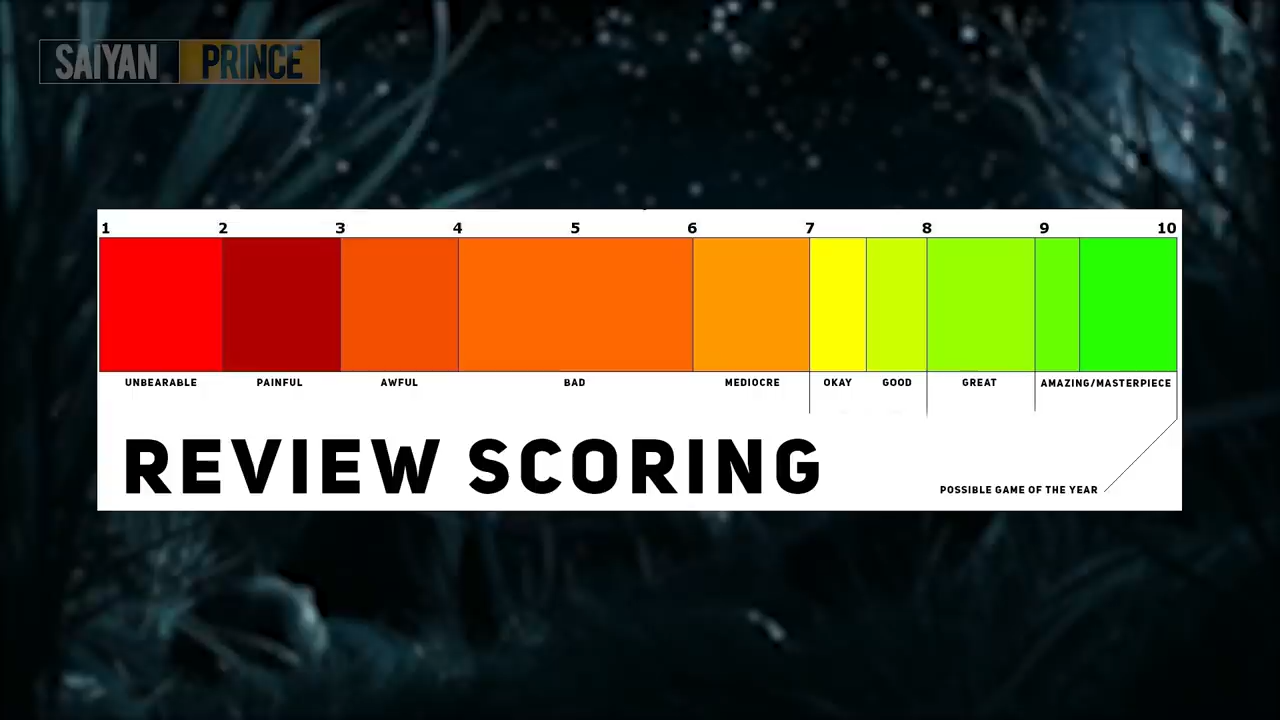 SAIYAN PRINCE
1 2 3 4 5 6 7 8 9 10
UNBEARABLE PAINFUL AWFUL BAD MEDIOCRE OKAY GOOD GREAT AMAZING/MASTERPIECE
REVIEW SCORING
POSSIBLE GAME OF THE YEAR